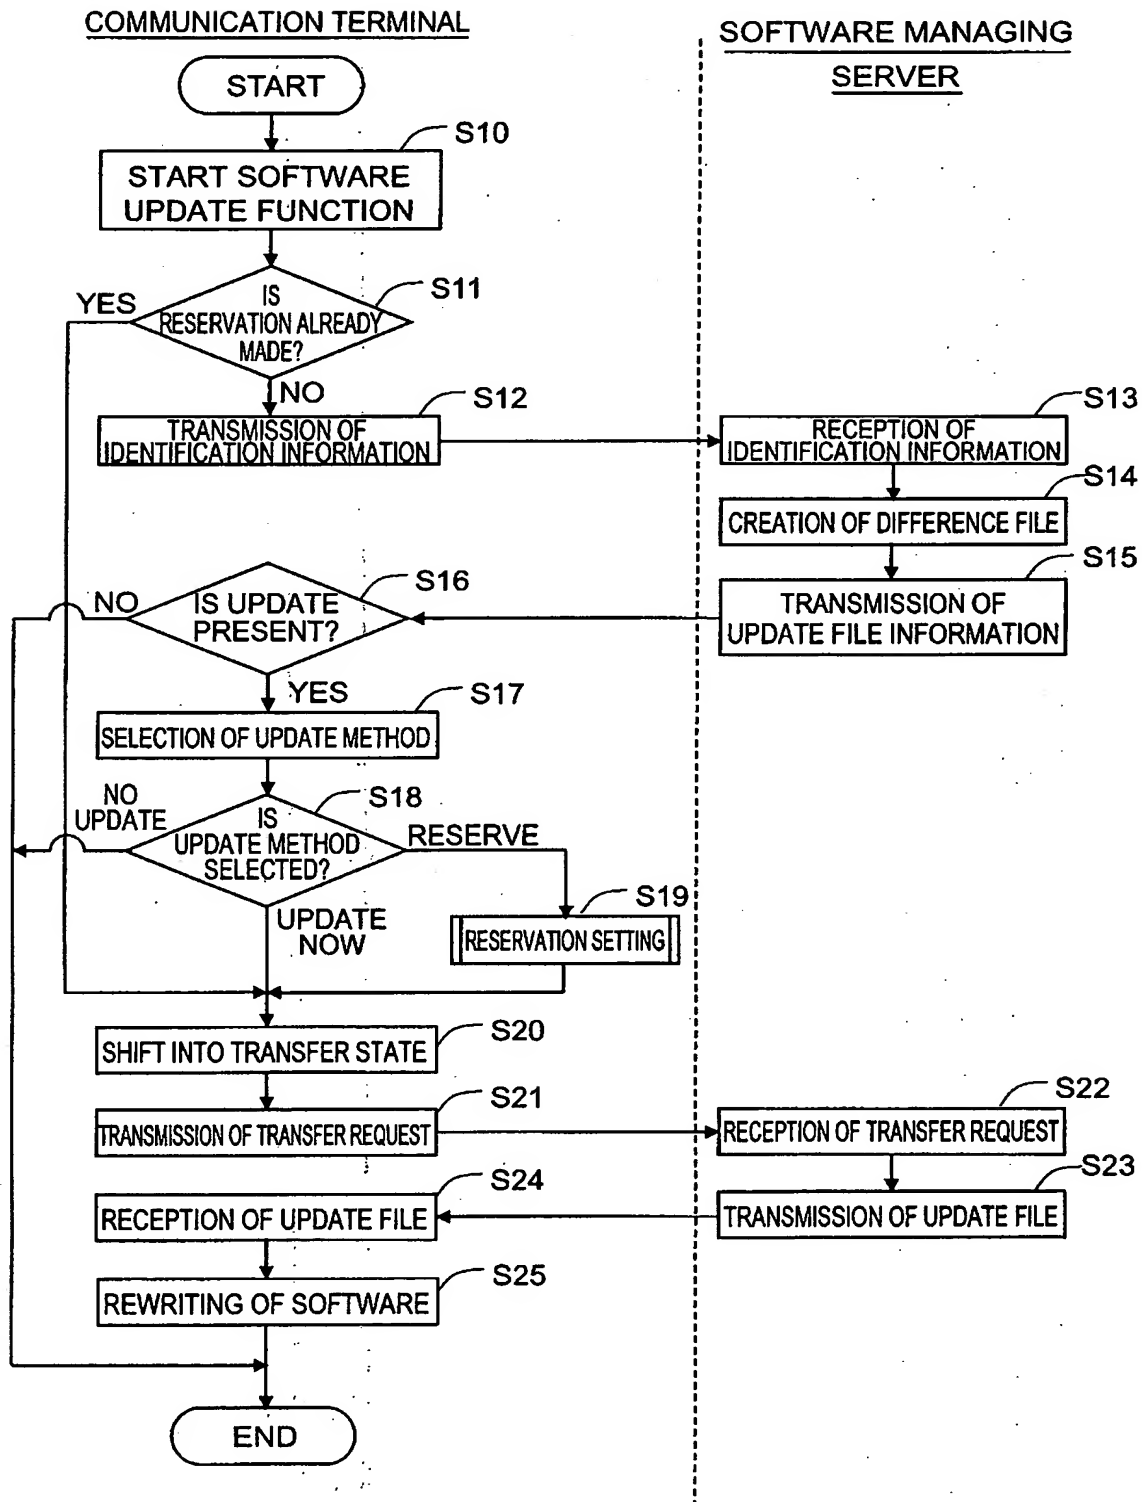 COMMUNICATION TERMINAL
SOFTWARE MANAGING
SERVER
START
S10
START SOFTWARE
UPDATE FUNCTION
S11
YES
IS
RESERVATION ALREADY
MADE?
NO
S12
TRANSMISSION OF
IDENTIFICATION INFORMATION
S13
RECEPTION OF
IDENTIFICATION INFORMATION
S14
CREATION OF DIFFERENCE FILE
S15
TRANSMISSION OF
UPDATE FILE INFORMATION
S16
NO
IS UPDATE
PRESENT?
YES
S17
SELECTION OF UPDATE METHOD
NO
UPDATE
S18
IS
UPDATE METHOD
SELECTED?
RESERVE
UPDATE
NOW
S19
RESERVATION SETTING
S20
SHIFT INTO TRANSFER STATE
S21
TRANSMISSION OF TRANSFER REQUEST
S22
RECEPTION OF TRANSFER REQUEST
S23
TRANSMISSION OF UPDATE FILE
S24
RECEPTION OF UPDATE FILE
S25
REWRITING OF SOFTWARE
END